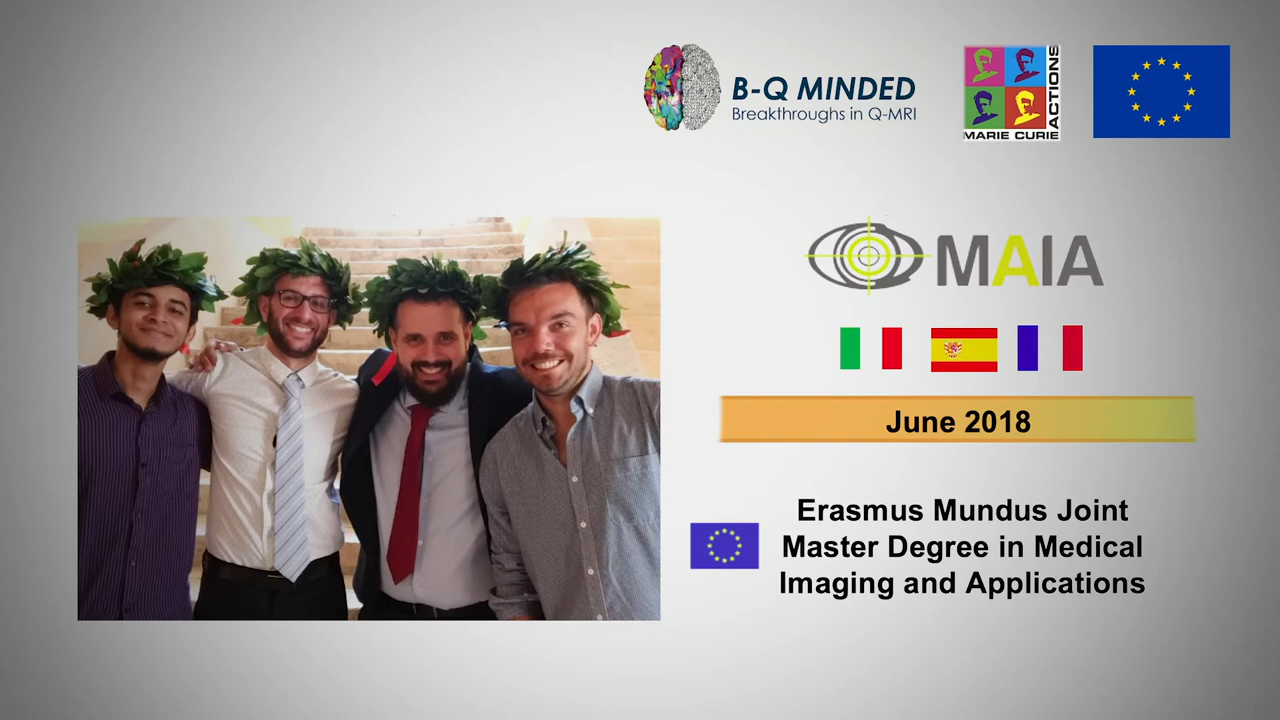 B-Q MINDED
Breakthroughs in Q-MRI
MARIE CURIE
ACTIONS
MAIA
June 2018
Erasmus Mundus Joint
Master Degree in Medical
Imaging and Applications